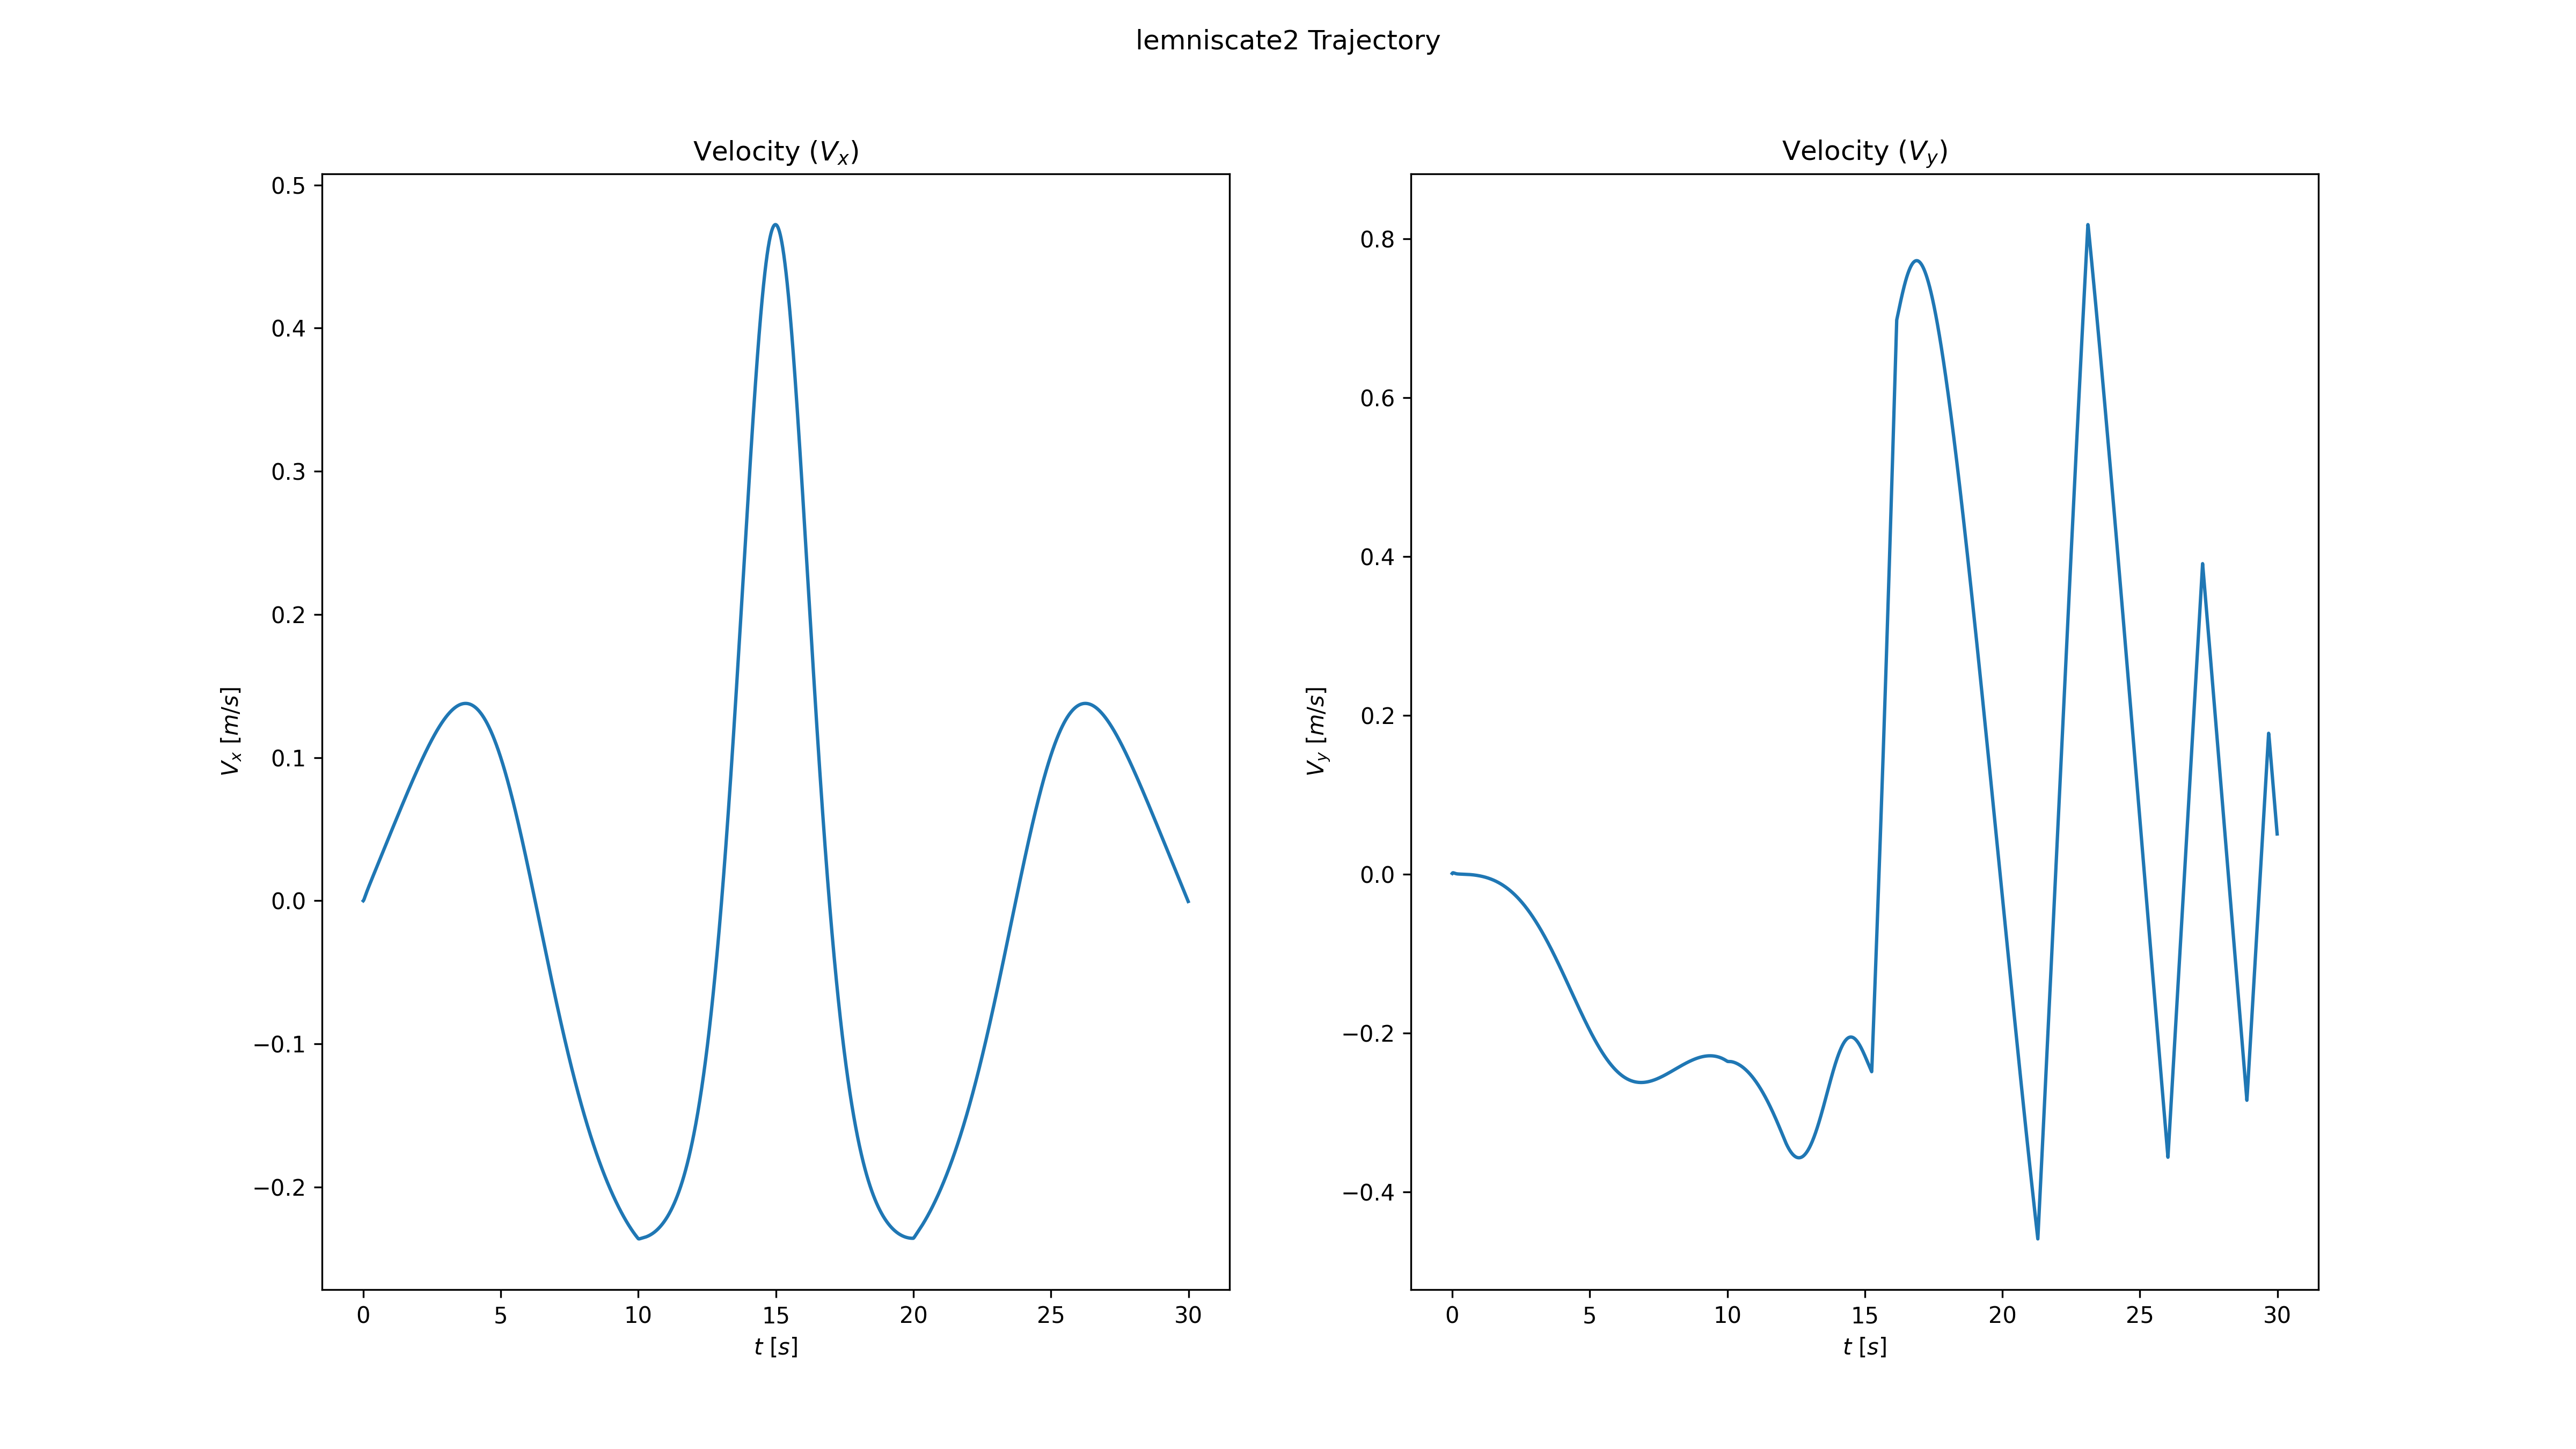 lemniscate2 Trajectory
Velocity (Vx)
0.5
0.4
0.3
0.2
0.1
0.0
−0.1
−0.2
Vx [m/s]
0 5 10 15 20 25 30
t [s]
Velocity (Vy)
0.8
0.6
0.4
0.2
0.0
−0.2
−0.4
Vy [m/s]
0 5 10 15 20 25 30
t [s]